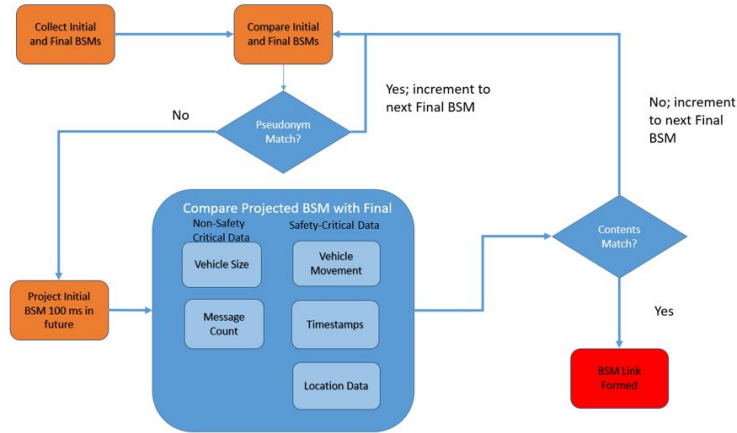 Collect Initial
and Final BSMs
Compare Initial
and Final BSMs
Yes; increment to
next Final BSM
No; increment
to next Final
BSM
No
Pseudonym
Match?
Compare Projected BSM with Final
Non-Safety
Critical Data
Safety-Critical Data
Vehicle Size
Vehicle
Movement
Contents
Match?
Project Initial
BSM 100 ms in
future
Message
Count
Timestamps
Yes
Location Data
BSM Link
Formed